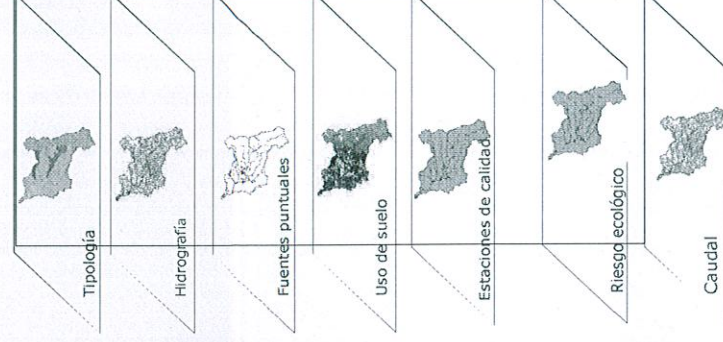 Tipología
Hidrografía
Fuentes puntuales
Uso de suelo
Estaciones de calidad
Riesgo ecológico
Caudal